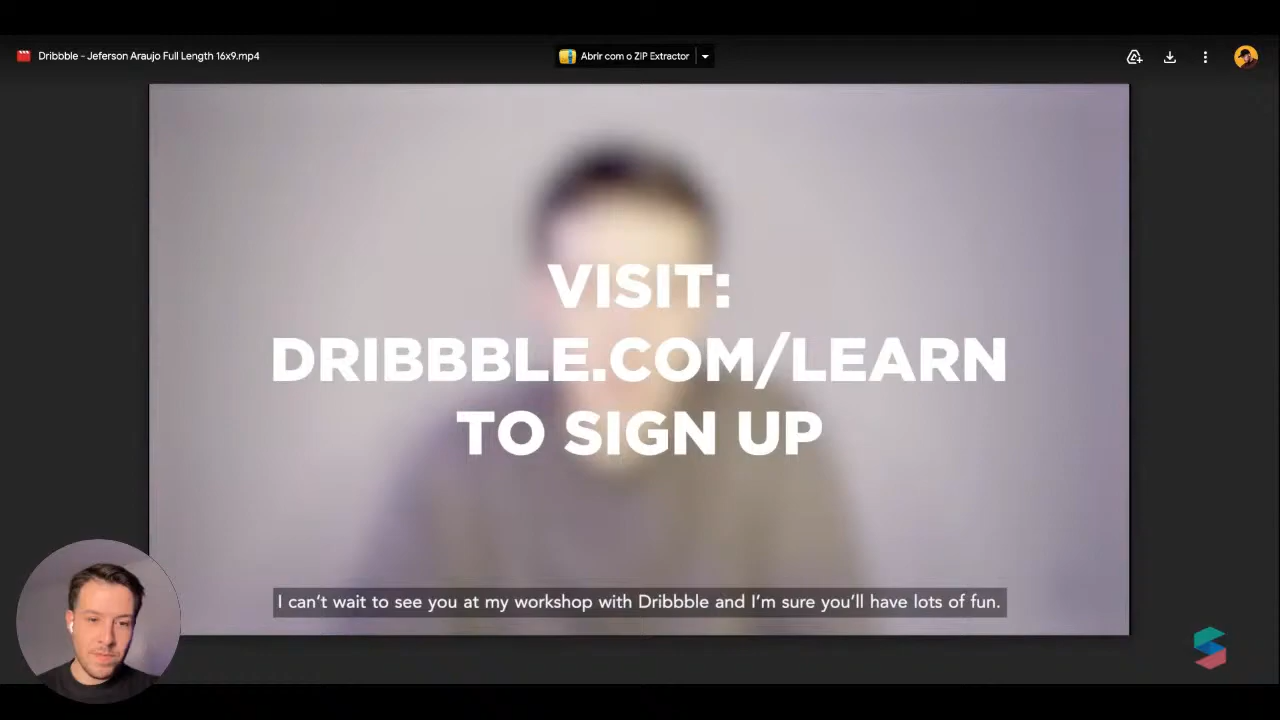 Dribbble - Jeferson Araujo Full Length 16x9.mp4
Abrir com o ZIP Extractor
VISIT:
DRIBBBLE.COM/LEARN
TO SIGN UP
I can't wait to see you at my workshop with Dribbble and I'm sure you'll have lots of fun.